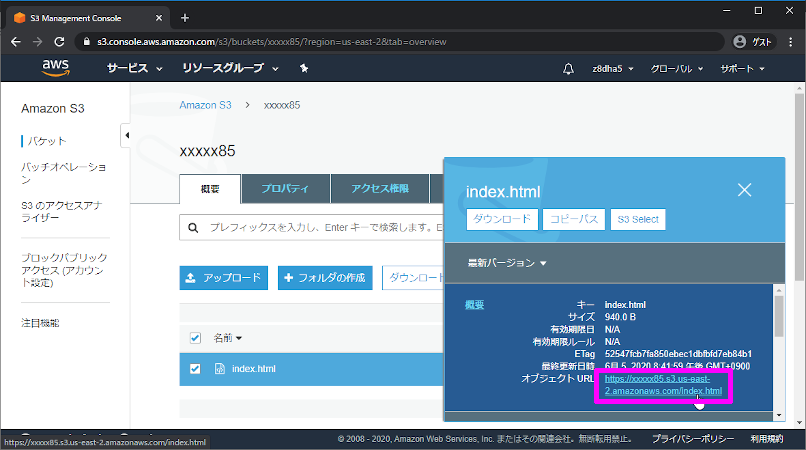 S3 Management Console
s3.console.aws.amazon.com/s3/buckets/xxxxx85/?region=us-east-2&tab=overview
ゲスト
aws
サービス
リソースグループ
z8dha5
グローバル
サポート
Amazon S3
バケット
バッチオペレーショ
ン
S3 のアクセスアナ
ライザー
ブロックパブリック
アクセス (アカウン
ト設定)
注目機能
Amazon S3 > xxxxx85
xxxxx85
概要
プロパティ
アクセス権限
プレフィックスを入力し、Enter キーで検索します。E
アップロード
フォルダの作成
ダウンロード
名前
index.html
index.html
ダウンロード
コピーパス
S3 Select
最新バージョン
概要
キー index.html
サイズ 940.0 B
有効期限日 N/A
有効期限ルール N/A
ETag 52547fcb7fa850ebec1dbfbfd7eb84b1
最終更新日時 6月 5, 2020 8:41:59 午後 GMT+0900
オブジェクト URL https://xxxxx85.s3.us-east-
2.amazonaws.com/index.html
https://xxxxx85.s3.us-east-2.amazonaws.com/index.html
© 2008 - 2020, Amazon Web Services, Inc. またはその関連会社。無断転用禁止。
プライバシーポリシー
利用規約